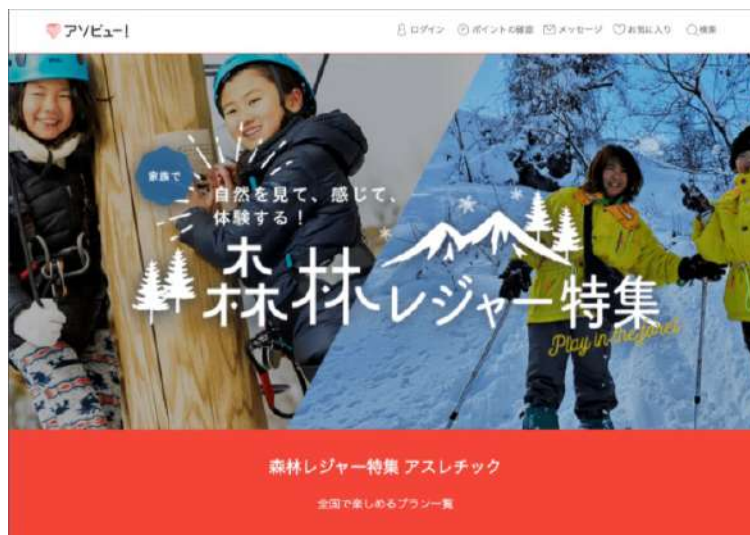 アソビュー!
ログイン
ポイントの確認
メッセージ
お気に入り
検索
家族で
自然を見て、感じて、
体験する!
森林レジャー特集
Play in the forest
森林レジャー特集 アスレチック
全国で楽しめるプラン一覧